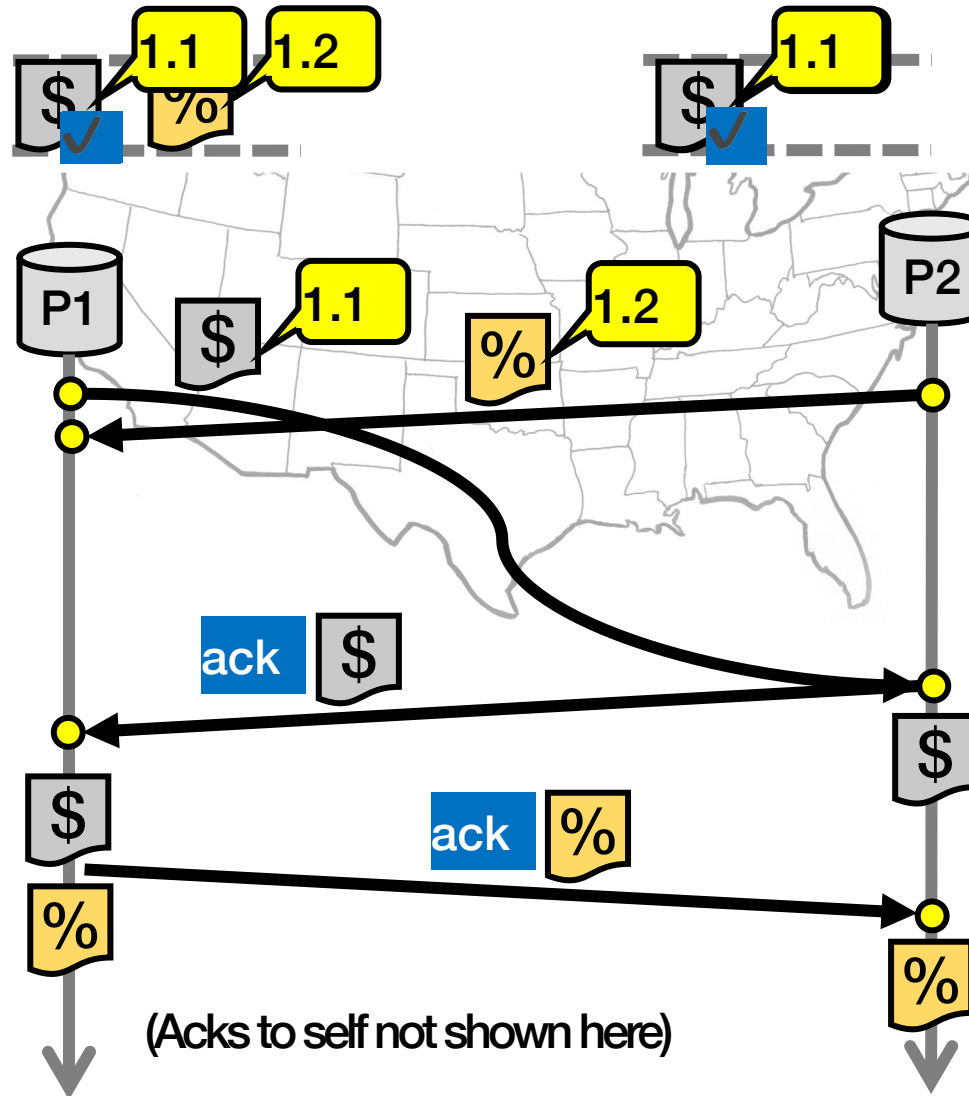 1.1 1.2 1.1
$ % $
✓ ✓
P1 P2
$ 1.1 % 1.2
ack $
$
$ ack %
%
%
(Acks to self not shown here)